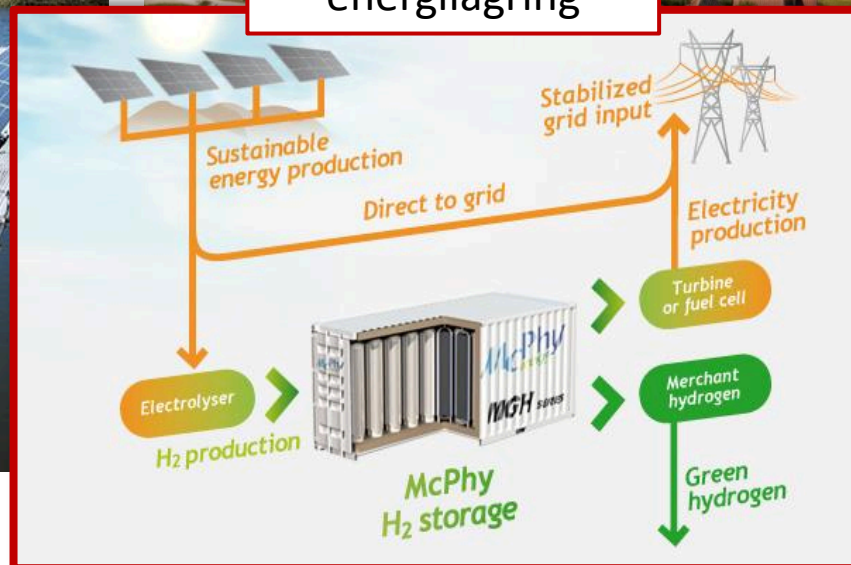 energilagring
Sustainable
energy production
Stabilized
grid input
Direct to grid
Electricity
production
Turbine
or fuel cell
Electrolyser
H₂ production
McPhy
MGH SERIES
McPhy
H₂ storage
Merchant
hydrogen
Green
hydrogen